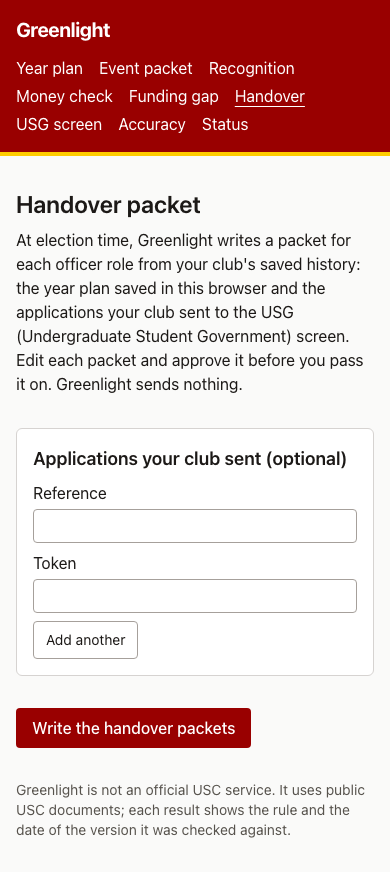 Greenlight
Year plan Event packet Recognition
Money check Funding gap Handover
USG screen Accuracy Status
Handover packet
At election time, Greenlight writes a packet for
each officer role from your club's saved history:
the year plan saved in this browser and the
applications your club sent to the USG
(Undergraduate Student Government) screen.
Edit each packet and approve it before you pass
it on. Greenlight sends nothing.
Applications your club sent (optional)
Reference
Token
Add another
Write the handover packets
Greenlight is not an official USC service. It uses public
USC documents; each result shows the rule and the
date of the version it was checked against.